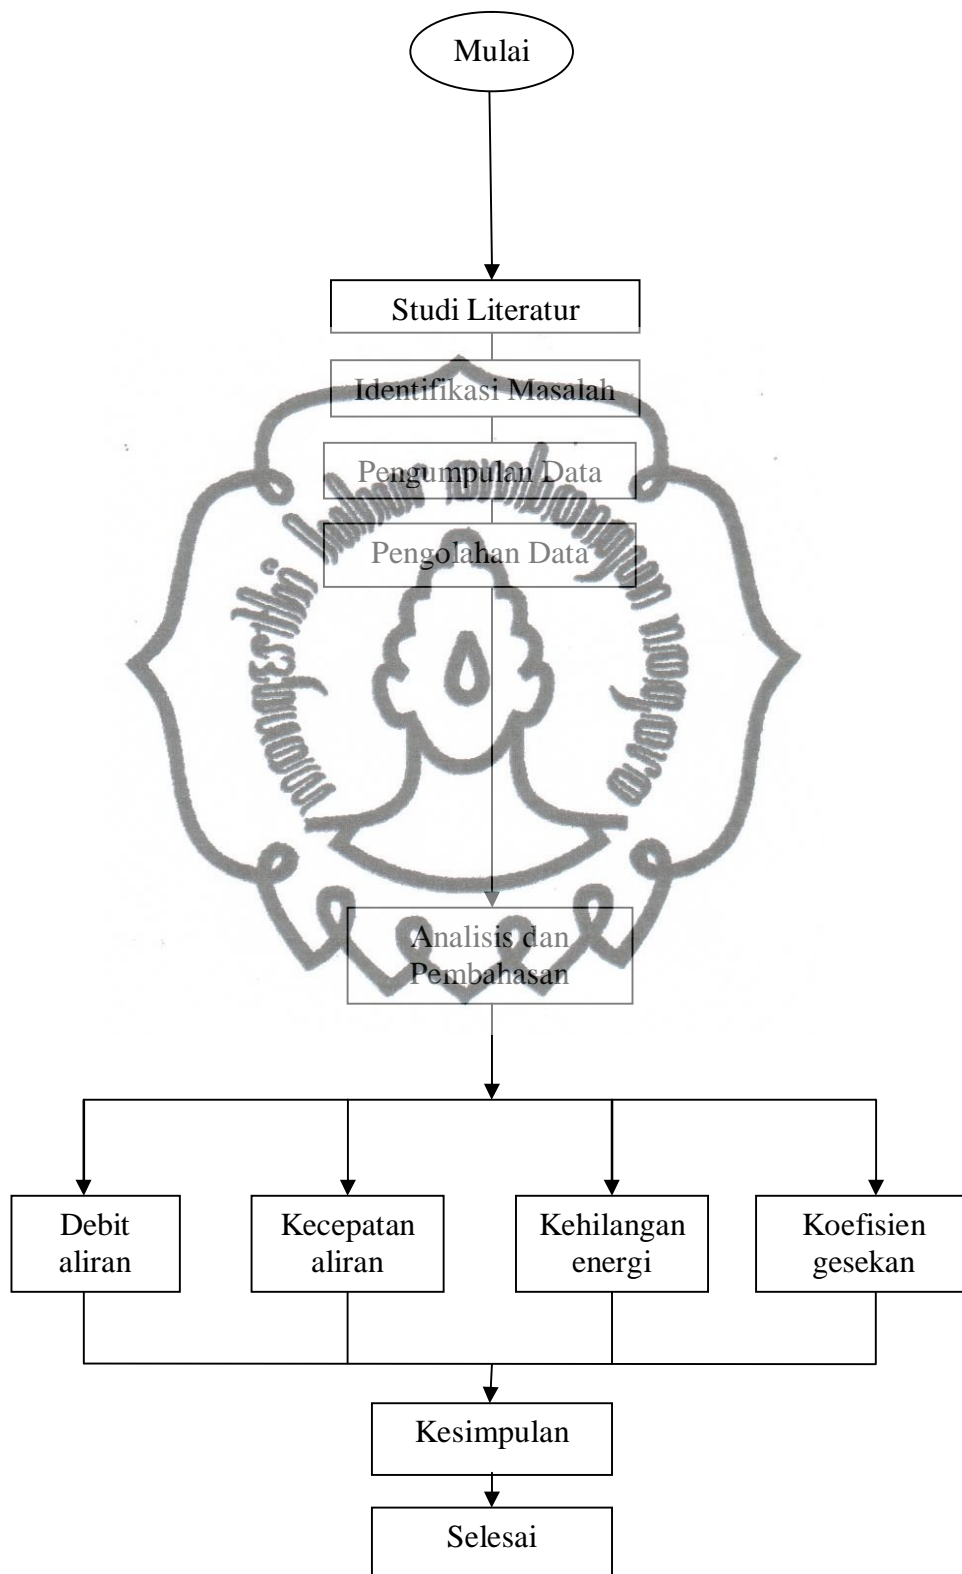 Mulai
Studi Literatur
Identifikasi Masalah
Pengumpulan Data
Pengolahan Data
Analisis dan
Pembahasan
Debit
aliran
Kecepatan
aliran
Kehilangan
energi
Koefisien
gesekan
Kesimpulan
Selesai